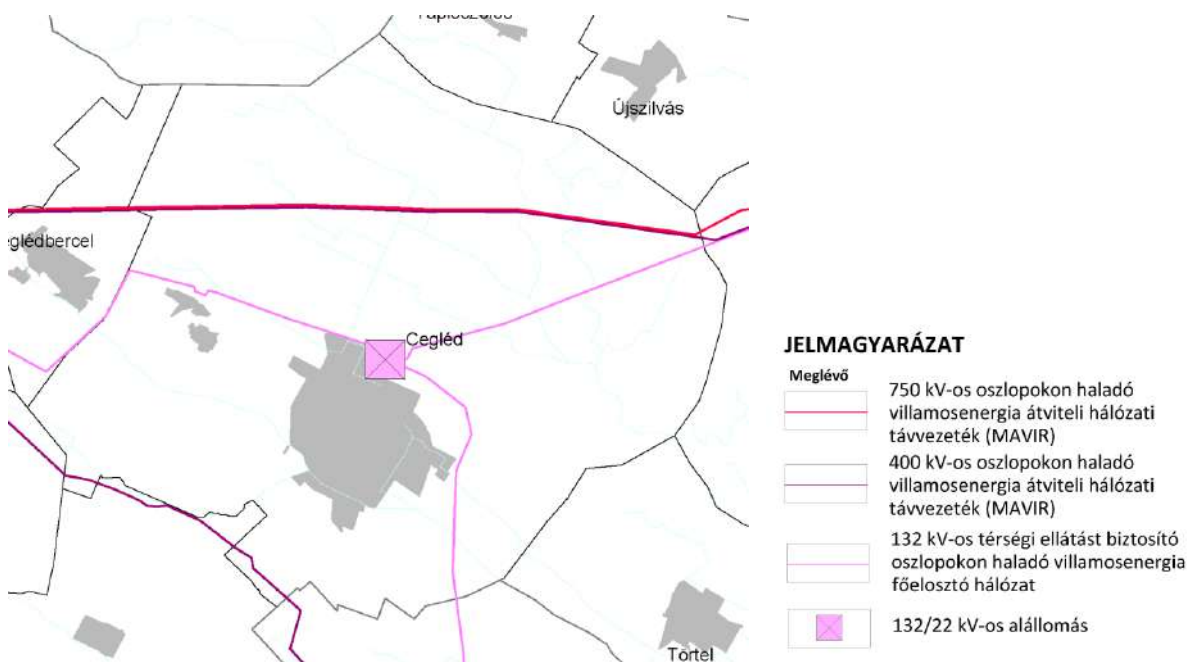 Újszilvás
eglédbercel
Cegléd
Törtel
JELMAGYARÁZAT
Meglévő
750 kV-os oszlopokon haladó
villamosenergia átviteli hálózati
távvezeték (MAVIR)
400 kV-os oszlopokon haladó
villamosenergia átviteli hálózati
távvezeték (MAVIR)
132 kV-os térségi ellátást biztosító
oszlopokon haladó villamosenergia
főelosztó hálózat
132/22 kV-os alállomás